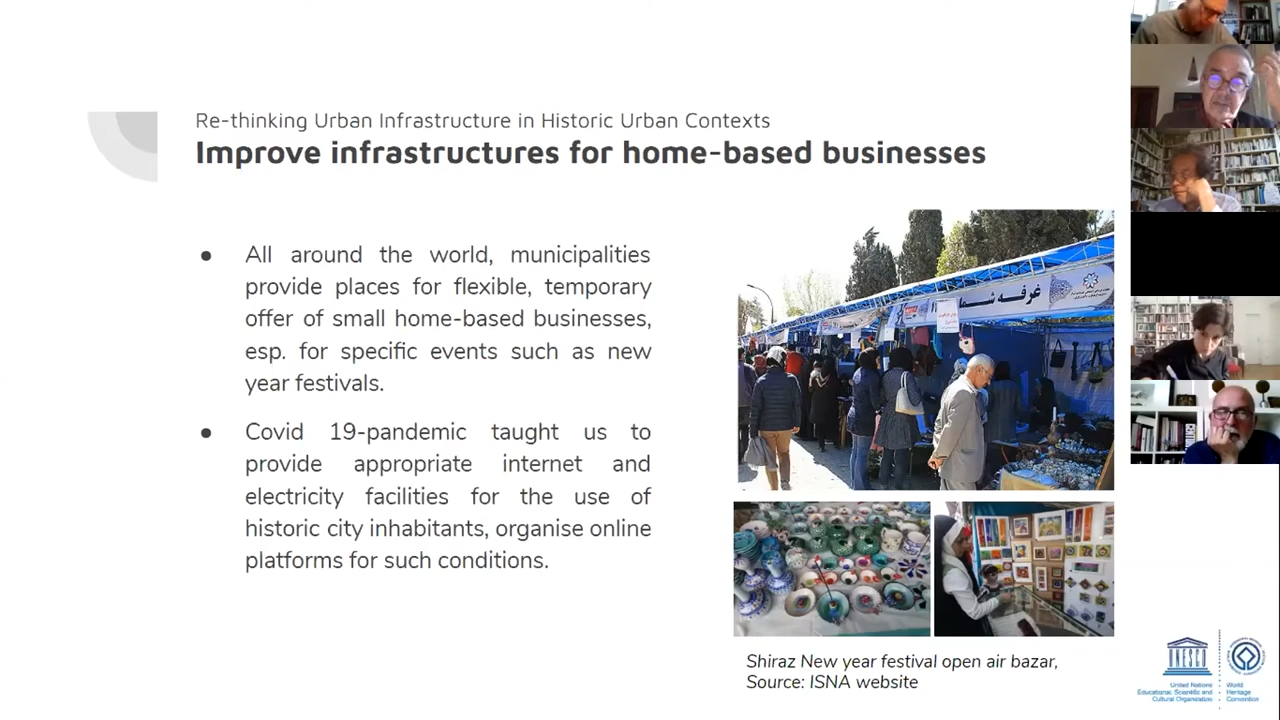 Re-thinking Urban Infrastructure in Historic Urban Contexts
Improve infrastructures for home-based businesses
● All around the world, municipalities
provide places for flexible, temporary
offer of small home-based businesses,
esp. for specific events such as new
year festivals.
● Covid 19-pandemic taught us to
provide appropriate internet and
electricity facilities for the use of
historic city inhabitants, organise online
platforms for such conditions.
غرفه شما
Shiraz New year festival open air bazar,
Source: ISNA website
UNESCO
United Nations
Educational, Scientific and
Cultural Organization
World
Heritage
Convention